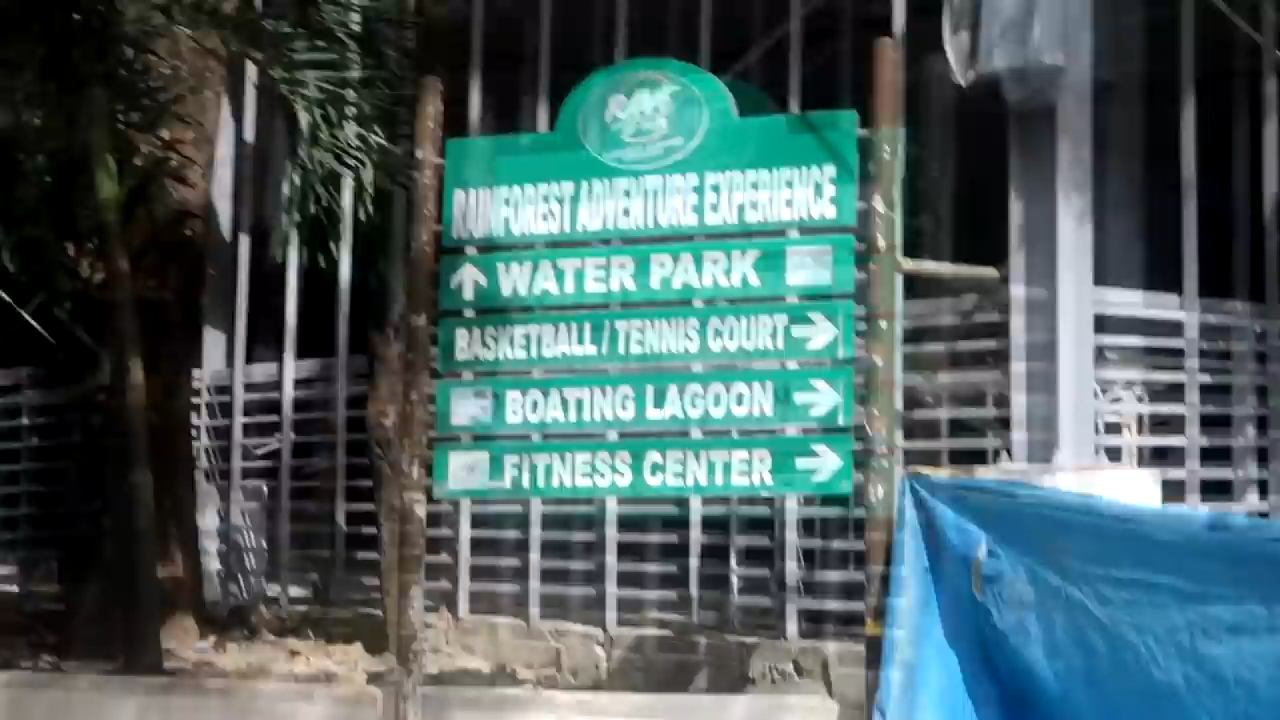 RAINFOREST ADVENTURE EXPERIENCE
WATER PARK
BASKETBALL / TENNIS COURT
BOATING LAGOON
FITNESS CENTER